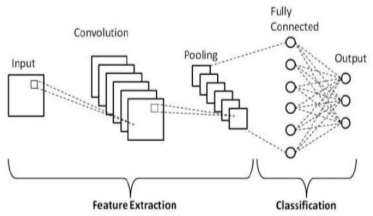 Fully
Connected
Convolution
Pooling
Output
Input
Feature Extraction
Classification